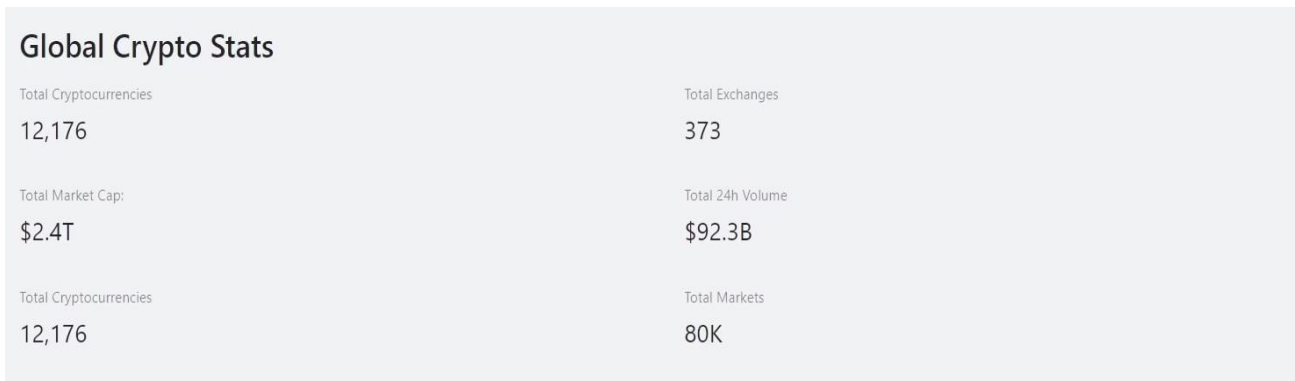 Global Crypto Stats
Total Cryptocurrencies
Total Exchanges
12,176
373
Total Market Cap:
Total 24h Volume
$2.4T
$92.3B
Total Cryptocurrencies
Total Markets
12,176
80K